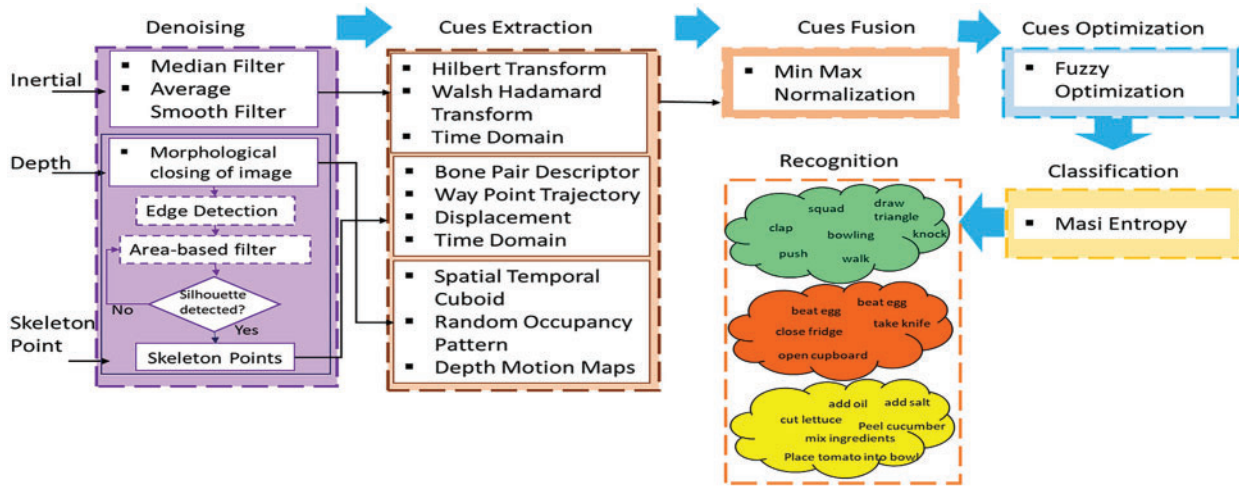 Denoising
Cues Extraction
Cues Fusion
Cues Optimization
Inertial
▪ Median Filter
▪ Average
Smooth Filter
▪ Hilbert Transform
▪ Walsh Hadamard
Transform
▪ Time Domain
▪ Min Max
Normalization
▪ Fuzzy
Optimization
Depth
▪ Morphological
closing of image
Edge Detection
Area-based filter
Silhouette
detected?
No
Yes
Skeleton
Point
Skeleton Points
▪ Bone Pair Descriptor
▪ Way Point Trajectory
▪ Displacement
▪ Time Domain
▪ Spatial Temporal
Cuboid
▪ Random Occupancy
Pattern
▪ Depth Motion Maps
Classification
▪ Masi Entropy
Recognition
squad
draw
triangle
clap
bowling
knock
push
walk
beat egg
beat egg
close fridge
take knife
open cupboard
add oil
add salt
cut lettuce
Peel cucumber
mix ingredients
Place tomato into bowl